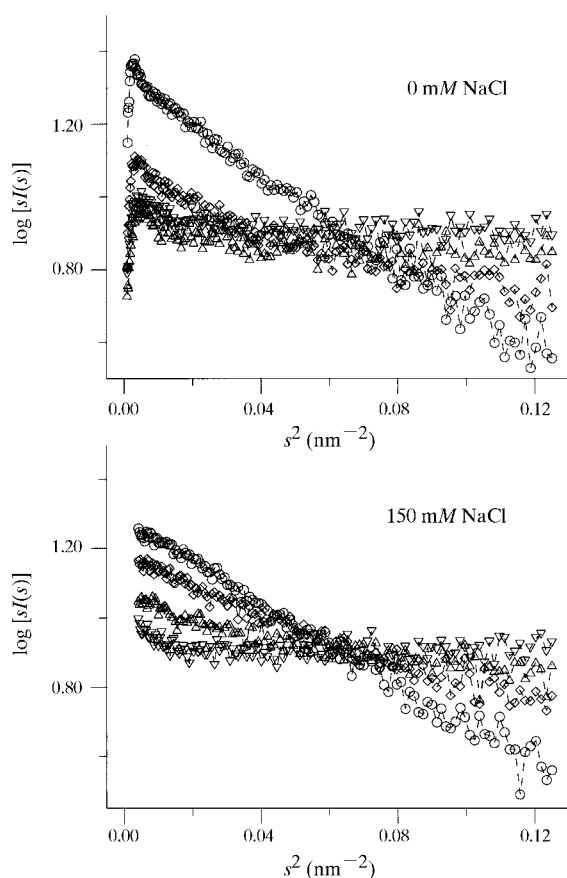 0 mM NaCl
log [sI(s)]
1.20
0.80
0.00
0.04
0.08
0.12
s² (nm⁻²)
150 mM NaCl
log [sI(s)]
1.20
0.80
0.00
0.04
0.08
0.12
s² (nm⁻²)